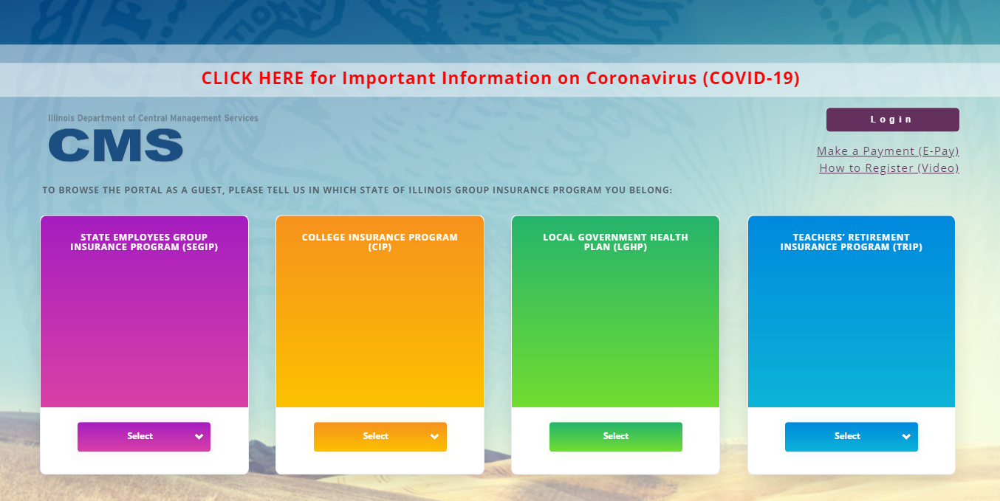 CLICK HERE for Important Information on Coronavirus (COVID-19)
Illinois Department of Central Management Services
CMS
Login
Make a Payment (E-Pay)
How to Register (Video)
TO BROWSE THE PORTAL AS A GUEST, PLEASE TELL US IN WHICH STATE OF ILLINOIS GROUP INSURANCE PROGRAM YOU BELONG:
STATE EMPLOYEES GROUP
INSURANCE PROGRAM (SEGIP)
Select
COLLEGE INSURANCE PROGRAM
(CIP)
Select
LOCAL GOVERNMENT HEALTH
PLAN (LGHP)
Select
TEACHERS’ RETIREMENT
INSURANCE PROGRAM (TRIP)
Select